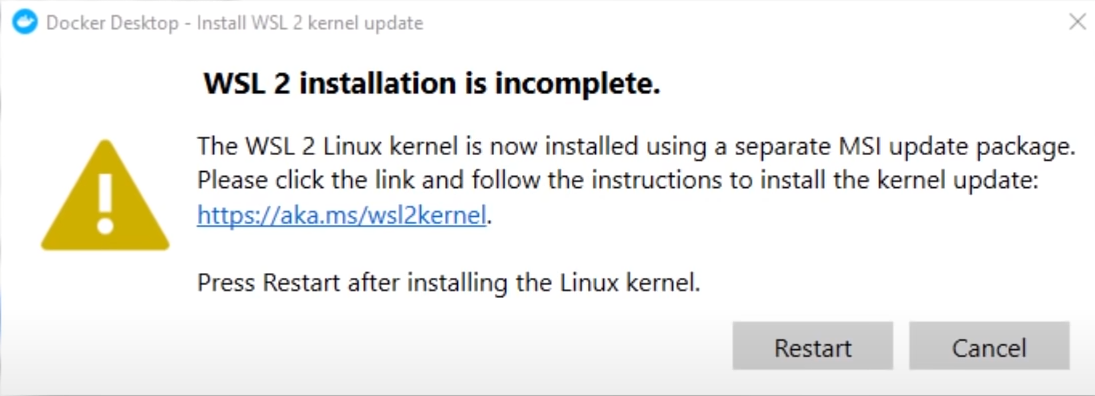 Docker Desktop - Install WSL 2 kernel update
WSL 2 installation is incomplete.
The WSL 2 Linux kernel is now installed using a separate MSI update package.
Please click the link and follow the instructions to install the kernel update:
https://aka.ms/wsl2kernel.
Press Restart after installing the Linux kernel.
Restart Cancel